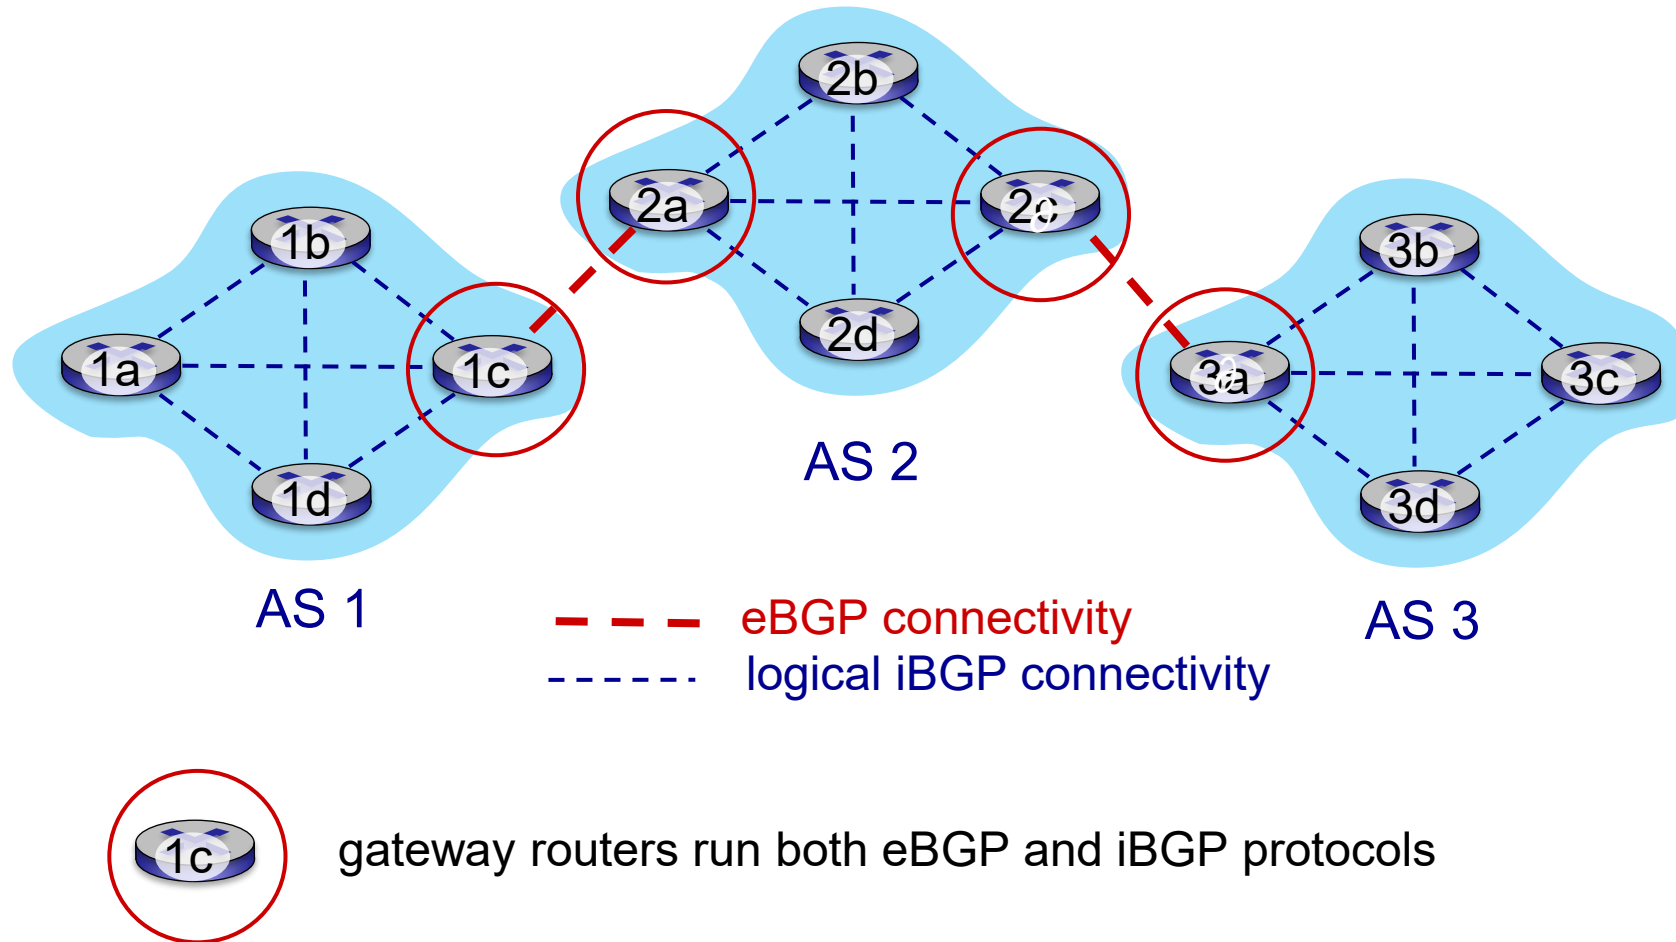 2b
2a
2c
1b
3b
1a
1c
2d
3a
3c
AS 2
1d
3d
AS 1
AS 3
eBGP connectivity
logical iBGP connectivity
1c
gateway routers run both eBGP and iBGP protocols